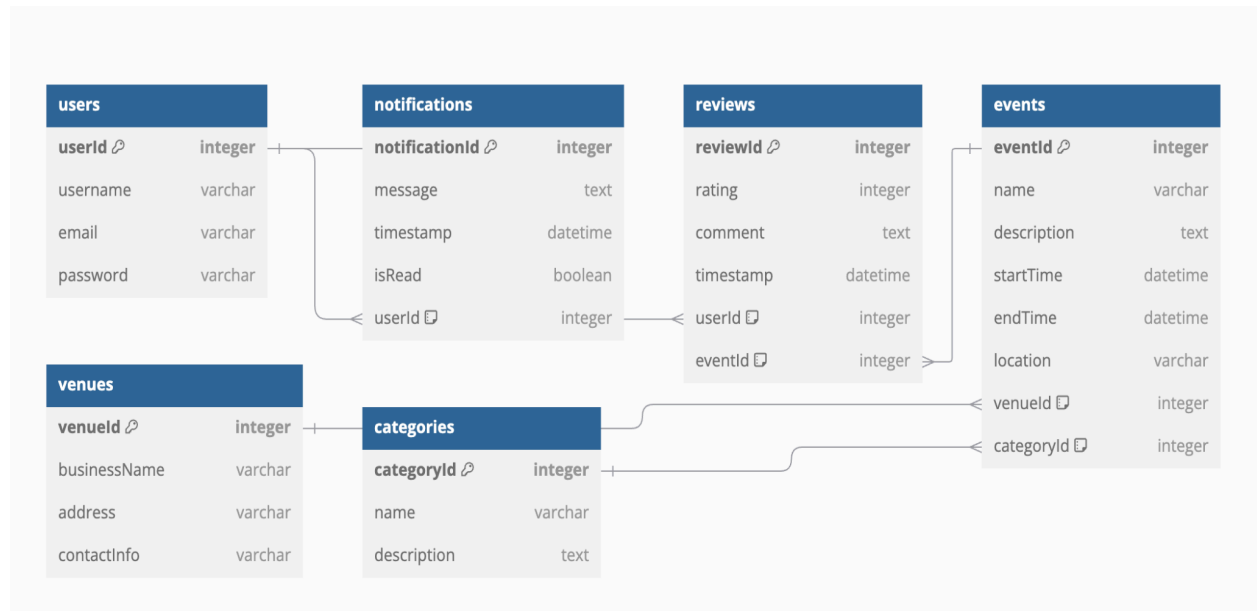 users
userId integer
username varchar
email varchar
password varchar
notifications
notificationId integer
message text
timestamp datetime
isRead boolean
userId integer
reviews
reviewId integer
rating integer
comment text
timestamp datetime
userId integer
eventId integer
events
eventId integer
name varchar
description text
startTime datetime
endTime datetime
location varchar
venueId integer
categoryId integer
venues
venueId integer
businessName varchar
address varchar
contactInfo varchar
categories
categoryId integer
name varchar
description text